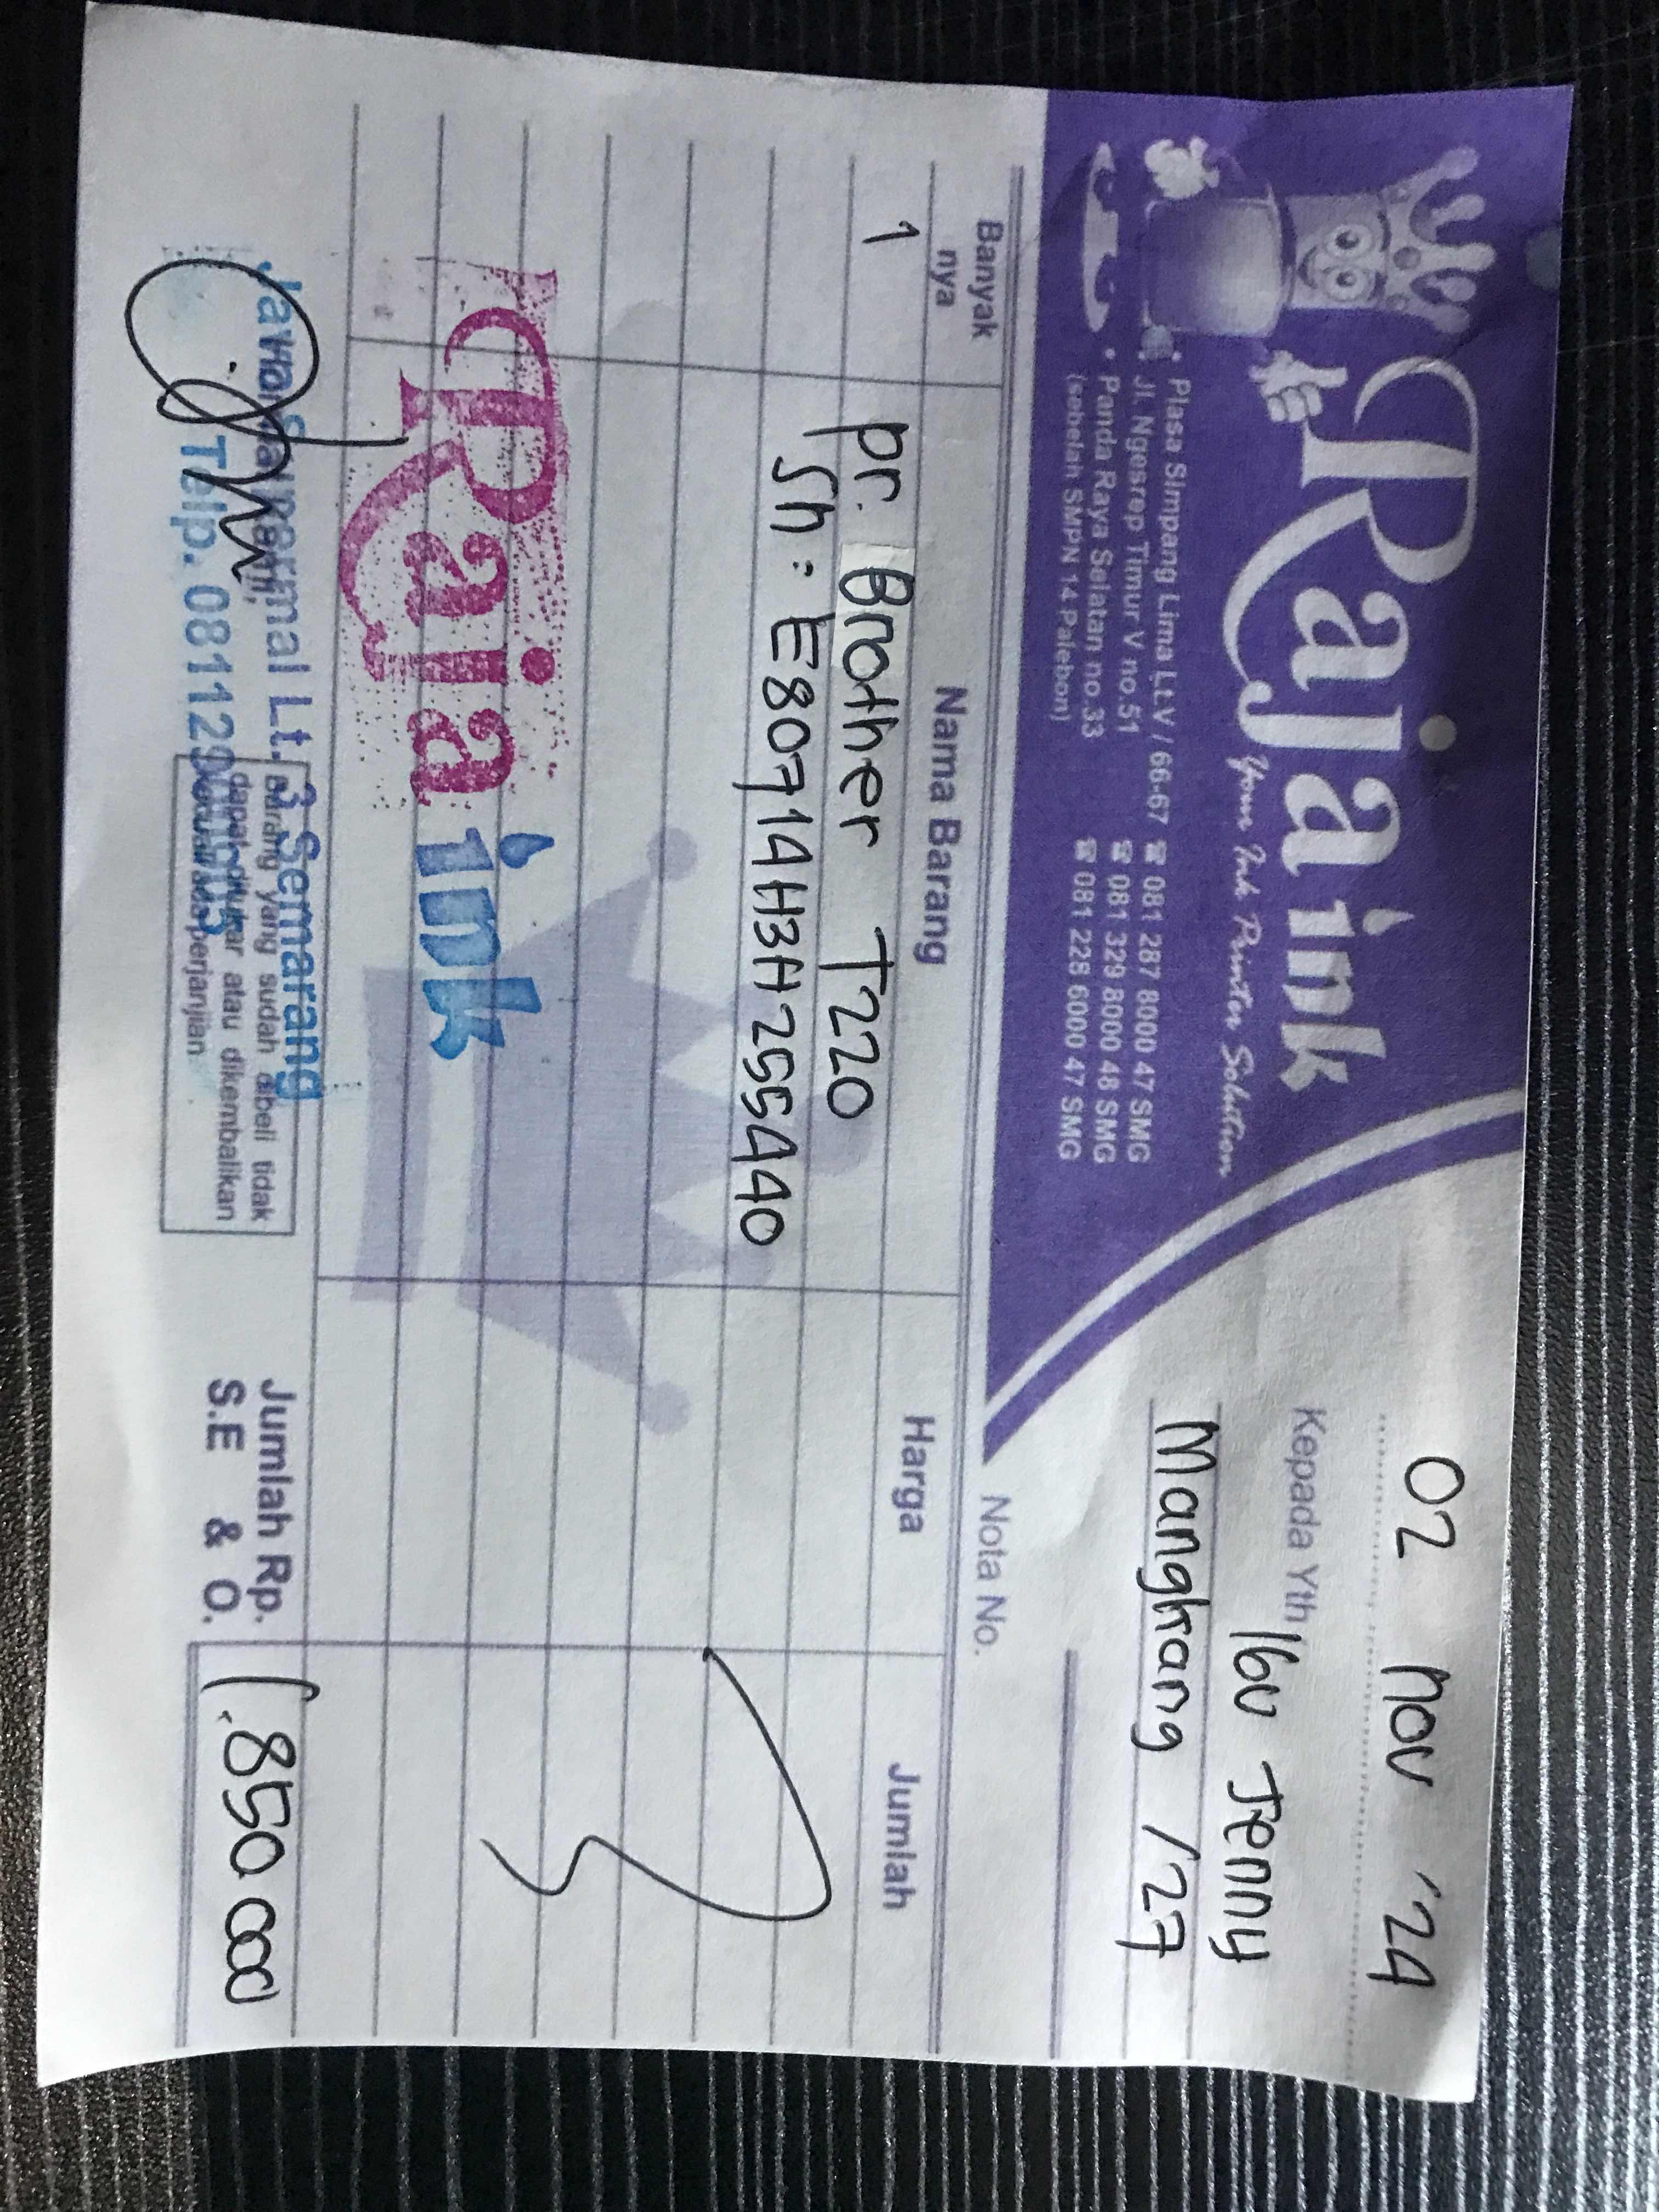 Raja ink
Your Ink Printer Solution
• Plasa Simpang Lima Lt.V / 66-67 ☎ 081 287 8000 47 SMG
• Jl. Ngesrep Timur V no.51 ☎ 081 329 8000 48 SMG
• Panda Raya Selatan no.33 ☎ 081 228 6000 47 SMG
(sebelah SMPN 14 Palebon)
02 Nov '24
Kepada Yth
Ibu Jenny
Mangkrang /27
Nota No.
Banyak nya Nama Barang Harga Jumlah
1 pr. Brother T220
Sn : E80714H3H255440
Raja ink
Lt. 3 Semarang
Telp.
Barang yang sudah dibeli tidak
dapat ditukar atau dikembalikan
perjanjian
Jumlah Rp. 1.850.000
S.E & O.